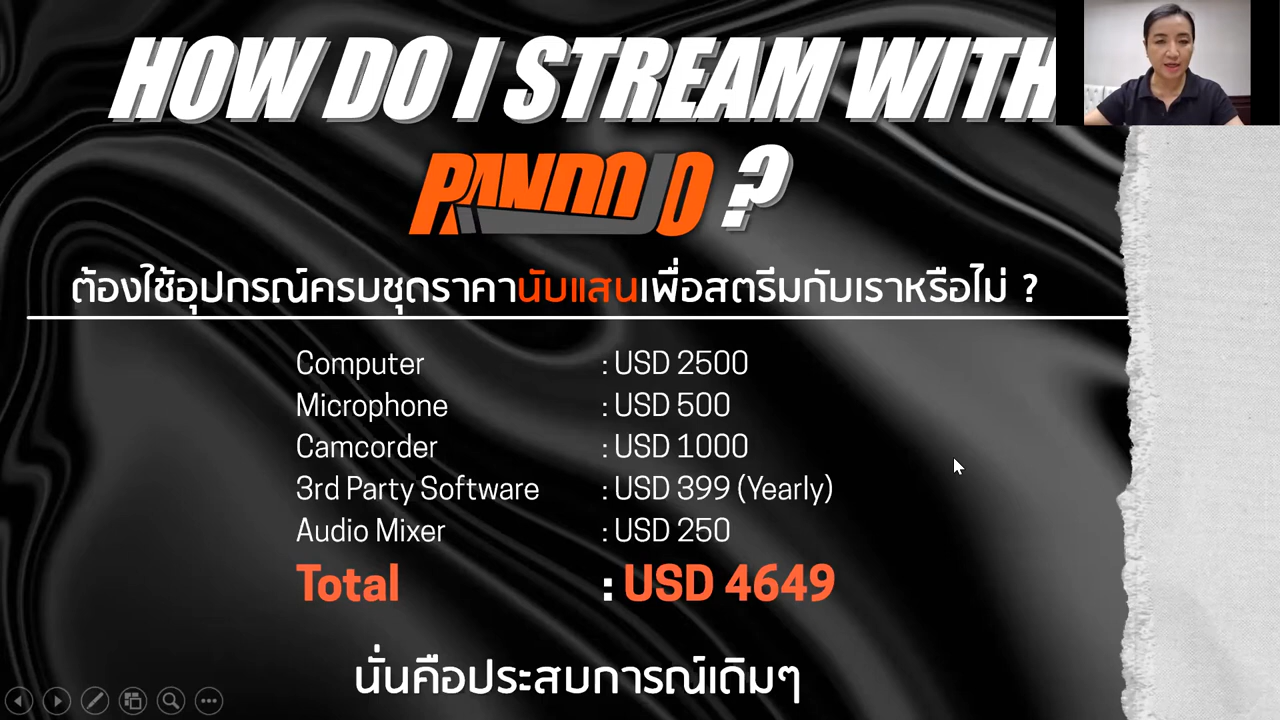 HOW DO I STREAM WITH
PANDOJO ?
ต้องใช้อุปกรณ์ครบชุดราคานับแสนเพื่อสตรีมกับเราหรือไม่ ?
Computer : USD 2500
Microphone : USD 500
Camcorder : USD 1000
3rd Party Software : USD 399 (Yearly)
Audio Mixer : USD 250
Total : USD 4649
นั่นคือประสบการณ์เดิมๆ